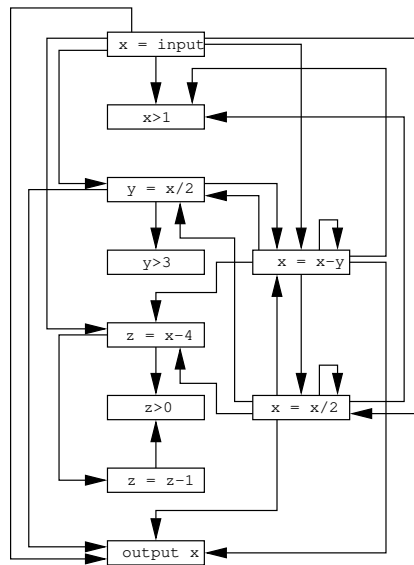 x = input
x>1
y = x/2
y>3
x = x-y
z = x-4
z>0
x = x/2
z = z-1
output x